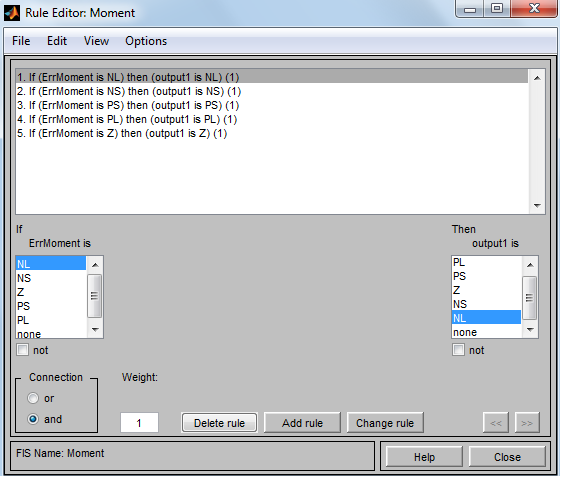 Rule Editor: Moment
File Edit View Options
1. If (ErrMoment is NL) then (output1 is NL) (1)
2. If (ErrMoment is NS) then (output1 is NS) (1)
3. If (ErrMoment is PS) then (output1 is PS) (1)
4. If (ErrMoment is PL) then (output1 is PL) (1)
5. If (ErrMoment is Z) then (output1 is Z) (1)
If
ErrMoment is
NL
NS
Z
PS
PL
none
not
Then
output1 is
PL
PS
Z
NS
NL
none
not
Connection
or
and
Weight:
1
Delete rule
Add rule
Change rule
<<
>>
FIS Name: Moment
Help
Close